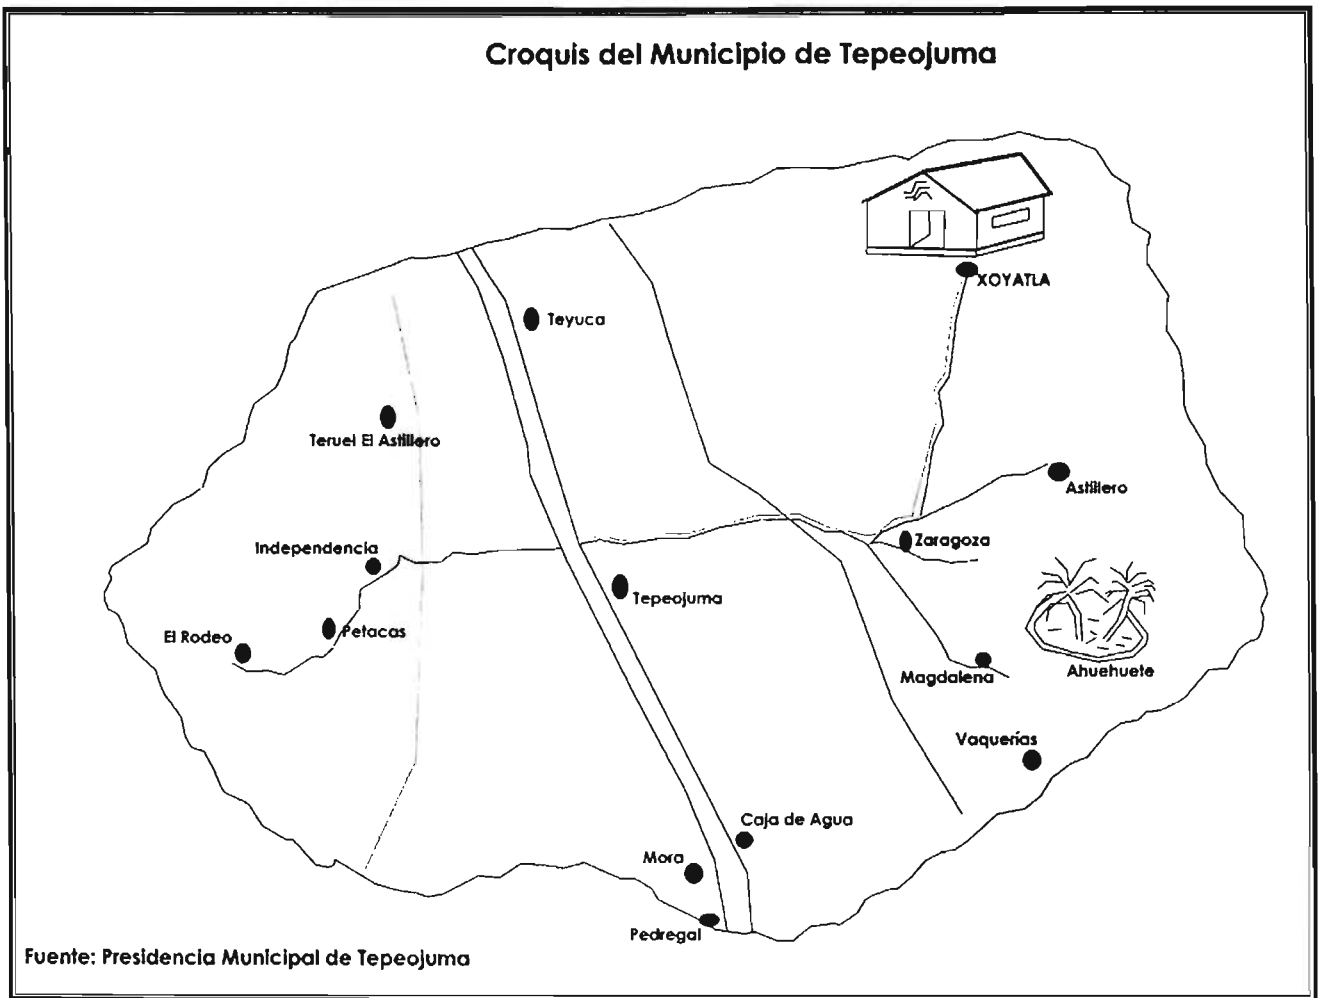 Croquis del Municipio de Tepeojuma
XOYATLA
Teyuca
Teruel El Astillero
Astillero
Independencia
Zaragoza
Tepeojuma
El Rodeo
Petacas
Magdalena
Ahuehuete
Vaquerías
Caja de Agua
Mora
Pedregal
Fuente: Presidencia Municipal de Tepeojuma